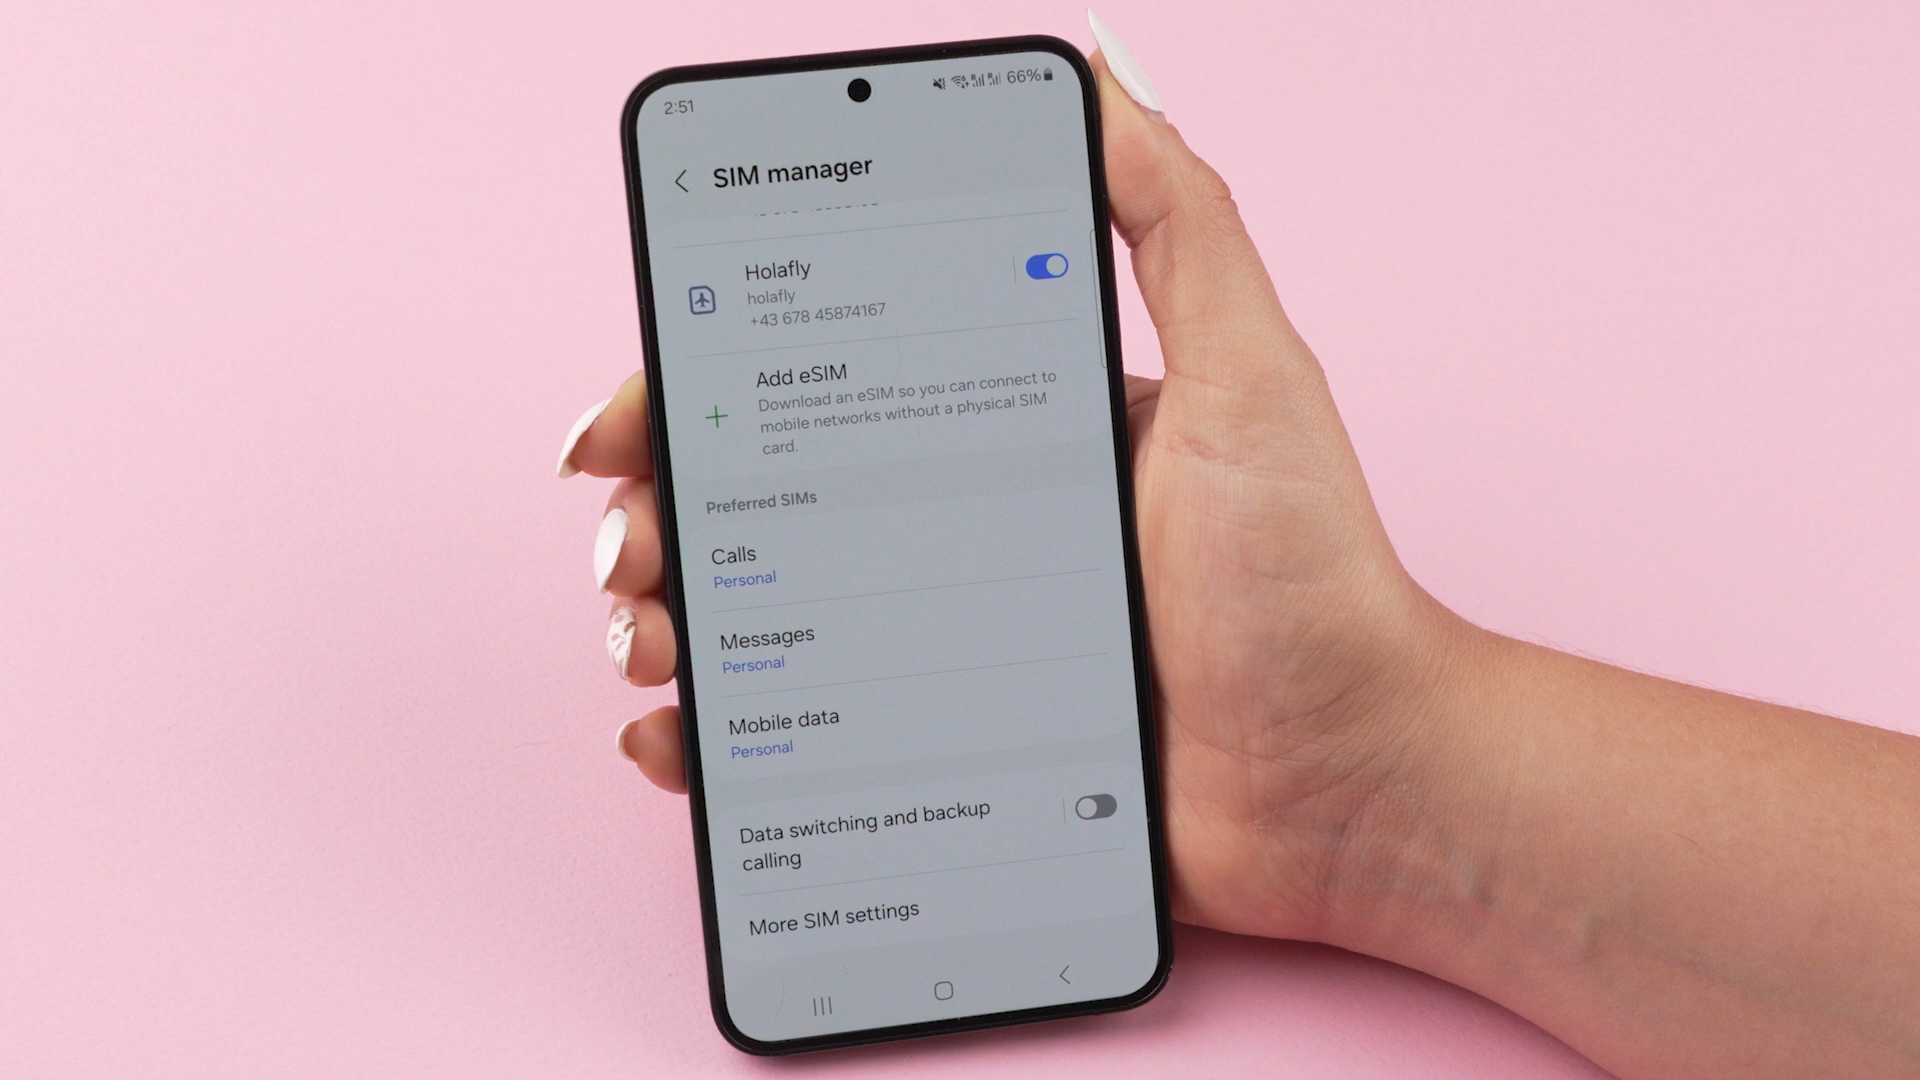 2:51
66%
SIM manager
Holafly
holafly
+43 678 45874167
Add eSIM
Download an eSIM so you can connect to
mobile networks without a physical SIM
card.
Preferred SIMs
Calls
Personal
Messages
Personal
Mobile data
Personal
Data switching and backup
calling
More SIM settings